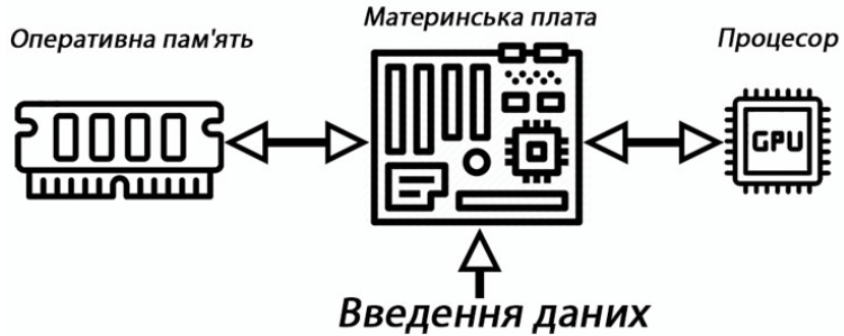 Материнська плата
Оперативна пам'ять
Процесор
GPU
Введення даних